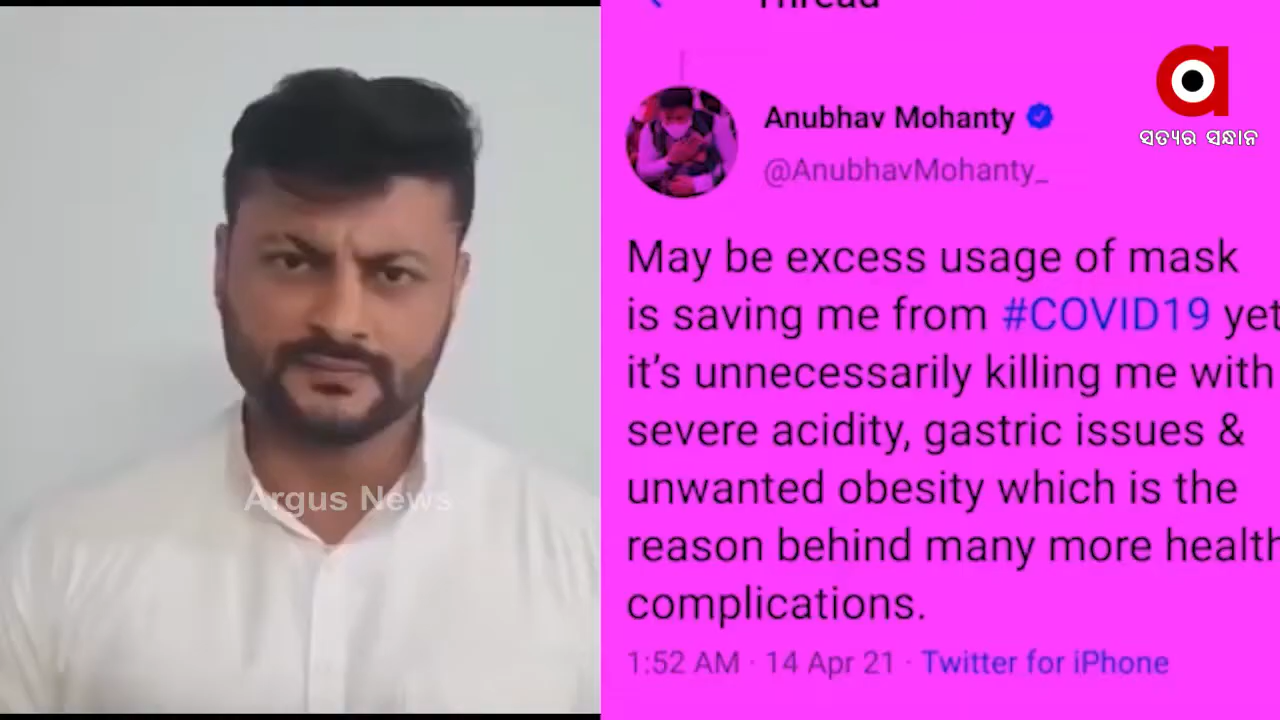 Thread
Anubhav Mohanty
@AnubhavMohanty_
May be excess usage of mask
is saving me from #COVID19 yet
it’s unnecessarily killing me with
severe acidity, gastric issues &
unwanted obesity which is the
reason behind many more health
complications.
1:52 AM · 14 Apr 21 · Twitter for iPhone
ସତ୍ୟର ସନ୍ଧାନ
Argus News